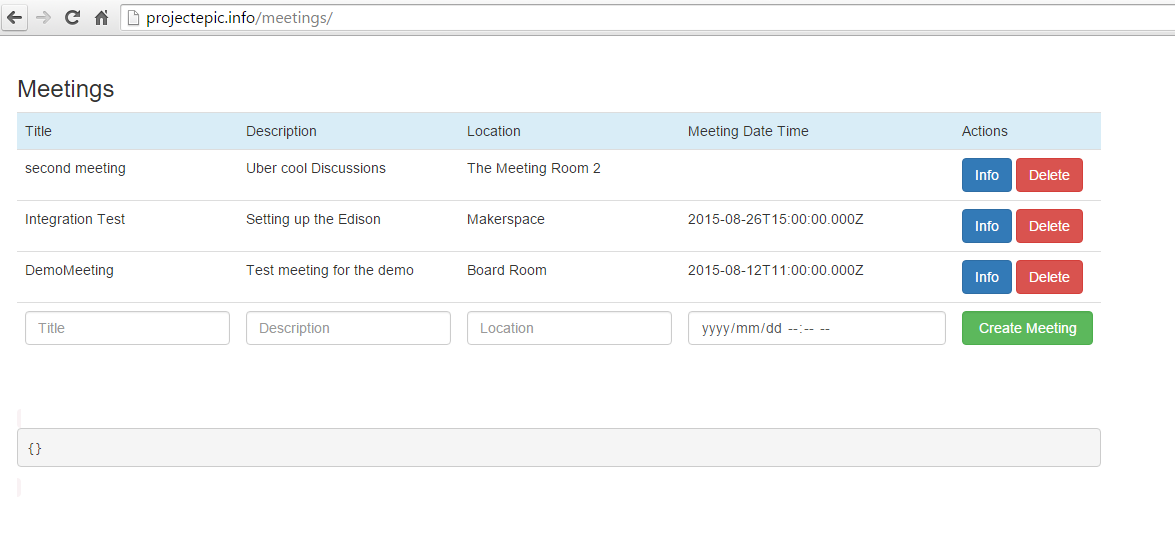 projectepic.info/meetings/
Meetings
Title Description Location Meeting Date Time Actions
second meeting Uber cool Discussions The Meeting Room 2 Info Delete
Integration Test Setting up the Edison Makerspace 2015-08-26T15:00:00.000Z Info Delete
DemoMeeting Test meeting for the demo Board Room 2015-08-12T11:00:00.000Z Info Delete
Title Description Location yyyy/mm/dd --:-- -- Create Meeting
{}